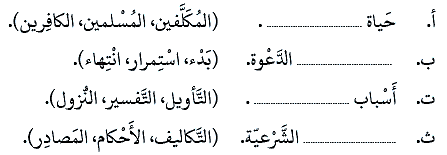 أ. حَياة ........................ . (المُكَلَّفين، المُسْلمين، الكافِرين).
ب. ........................ الدَّعْوة. (بَدْء، اسْتِمرار، انْتِهاء).
ت. أَسْباب ........................ . (التَّأويل، التَّفسير، النُّزول).
ث. ........................ الشَّرْعيّة. (التَّكاليف، الأَحْكام، المَصادِر).